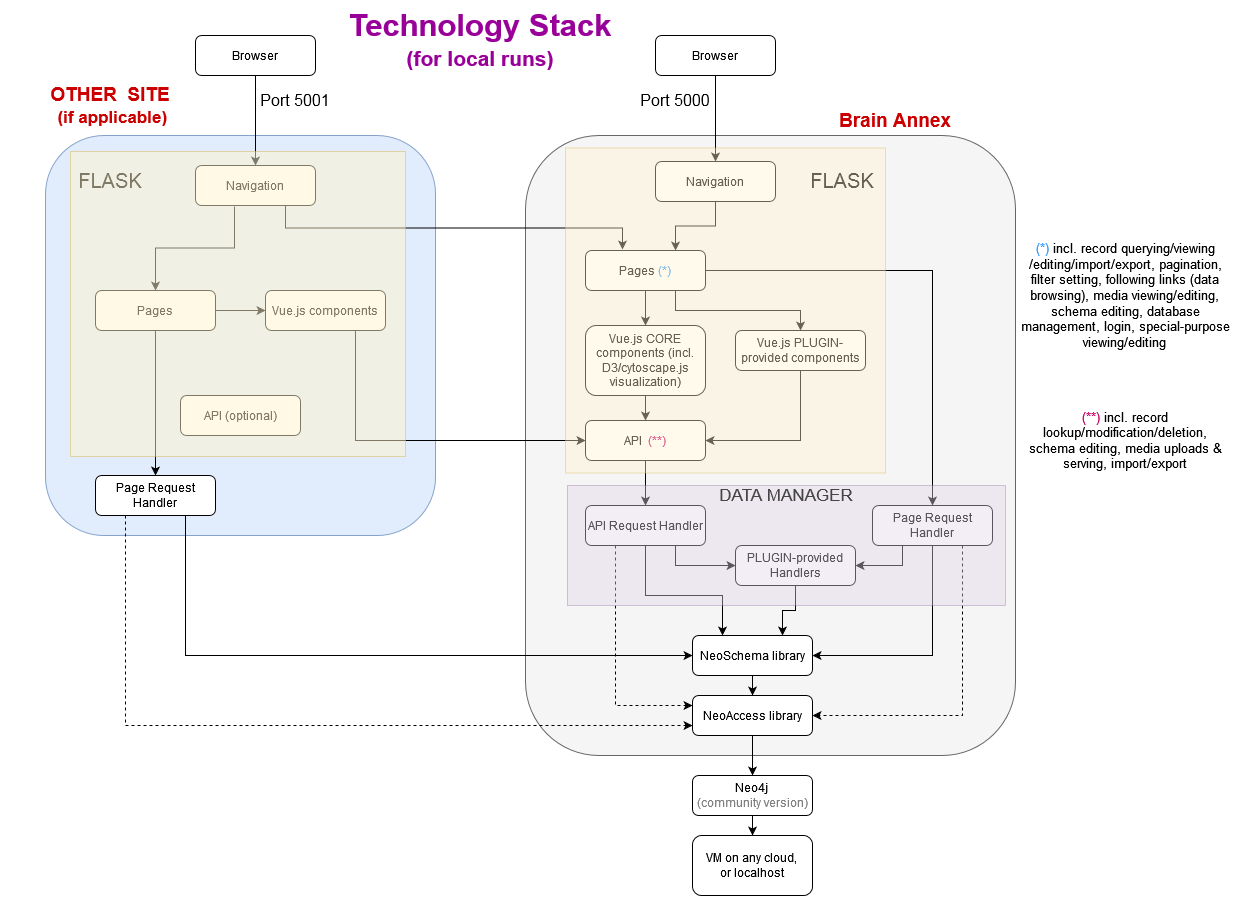 Technology Stack
(for local runs)
Browser
Browser
Port 5001
Port 5000
OTHER  SITE
(if applicable)
Brain Annex
FLASK
Navigation
Pages
Vue.js components
API (optional)
Page Request
Handler
Navigation
FLASK
Pages (*)
Vue.js CORE
components (incl.
D3/cytoscape.js
visualization)
Vue.js PLUGIN-
provided components
API  (**)
DATA MANAGER
API Request Handler
Page Request
Handler
PLUGIN-provided
Handlers
NeoSchema library
NeoAccess library
Neo4j
(community version)
VM on any cloud,
or localhost
(*) incl. record querying/viewing
/editing/import/export, pagination,
filter setting, following links (data
browsing), media viewing/editing,
schema editing, database
management, login, special-purpose
viewing/editing
(**) incl. record
lookup/modification/deletion,
schema editing, media uploads &
serving, import/export